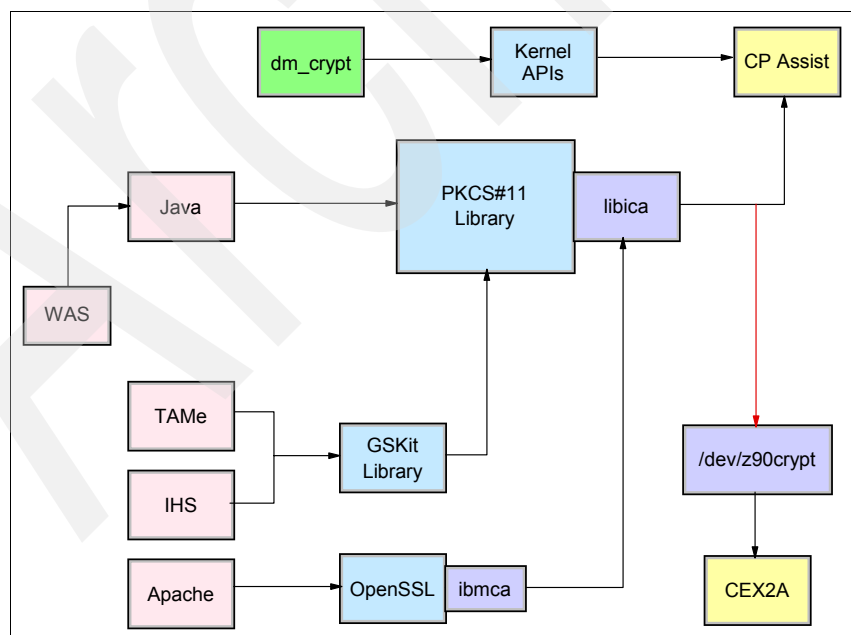 dm_crypt
Kernel
APIs
CP Assist
Java
PKCS#11
Library
libica
WAS
TAMe
GSKit
Library
/dev/z90crypt
IHS
Apache
OpenSSL
ibmca
CEX2A